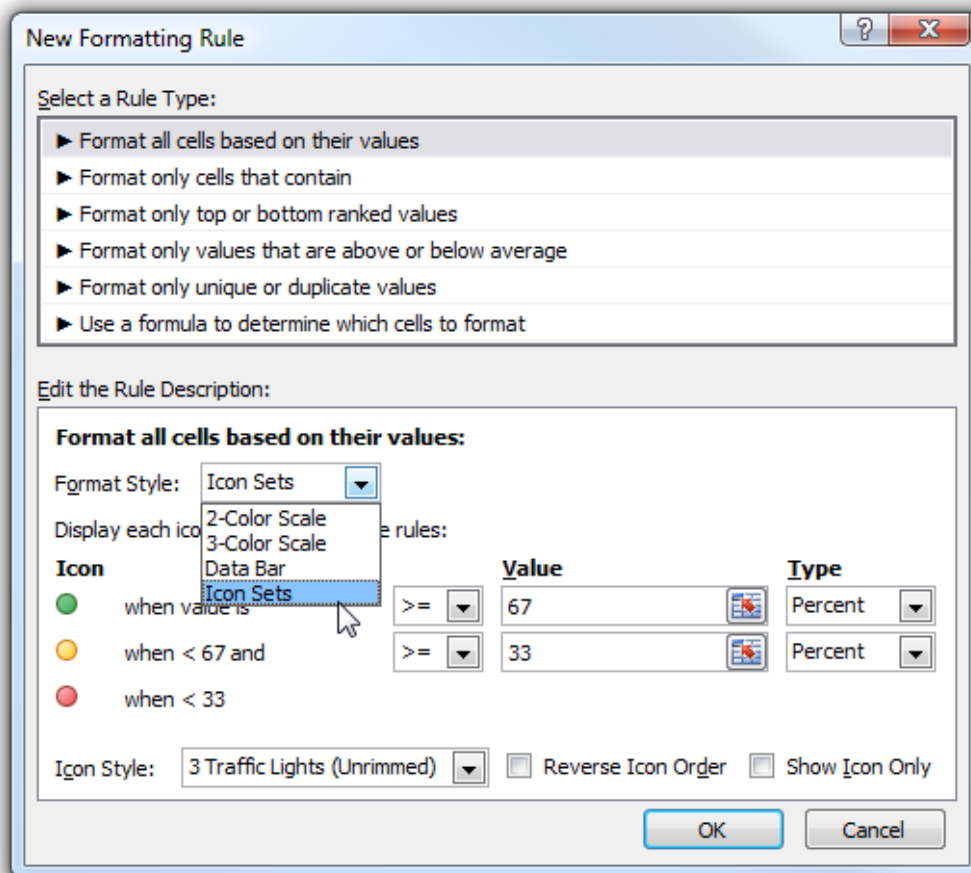 New Formatting Rule
?
X
Select a Rule Type:
► Format all cells based on their values
► Format only cells that contain
► Format only top or bottom ranked values
► Format only values that are above or below average
► Format only unique or duplicate values
► Use a formula to determine which cells to format
Edit the Rule Description:
Format all cells based on their values:
Format Style: Icon Sets
2-Color Scale
Display each ico e rules:
3-Color Scale
Data Bar
Icon Value Type
Icon Sets
when value is >= 67 Percent
when < 67 and >= 33 Percent
when < 33
Icon Style: 3 Traffic Lights (Unrimmed) Reverse Icon Order Show Icon Only
OK Cancel